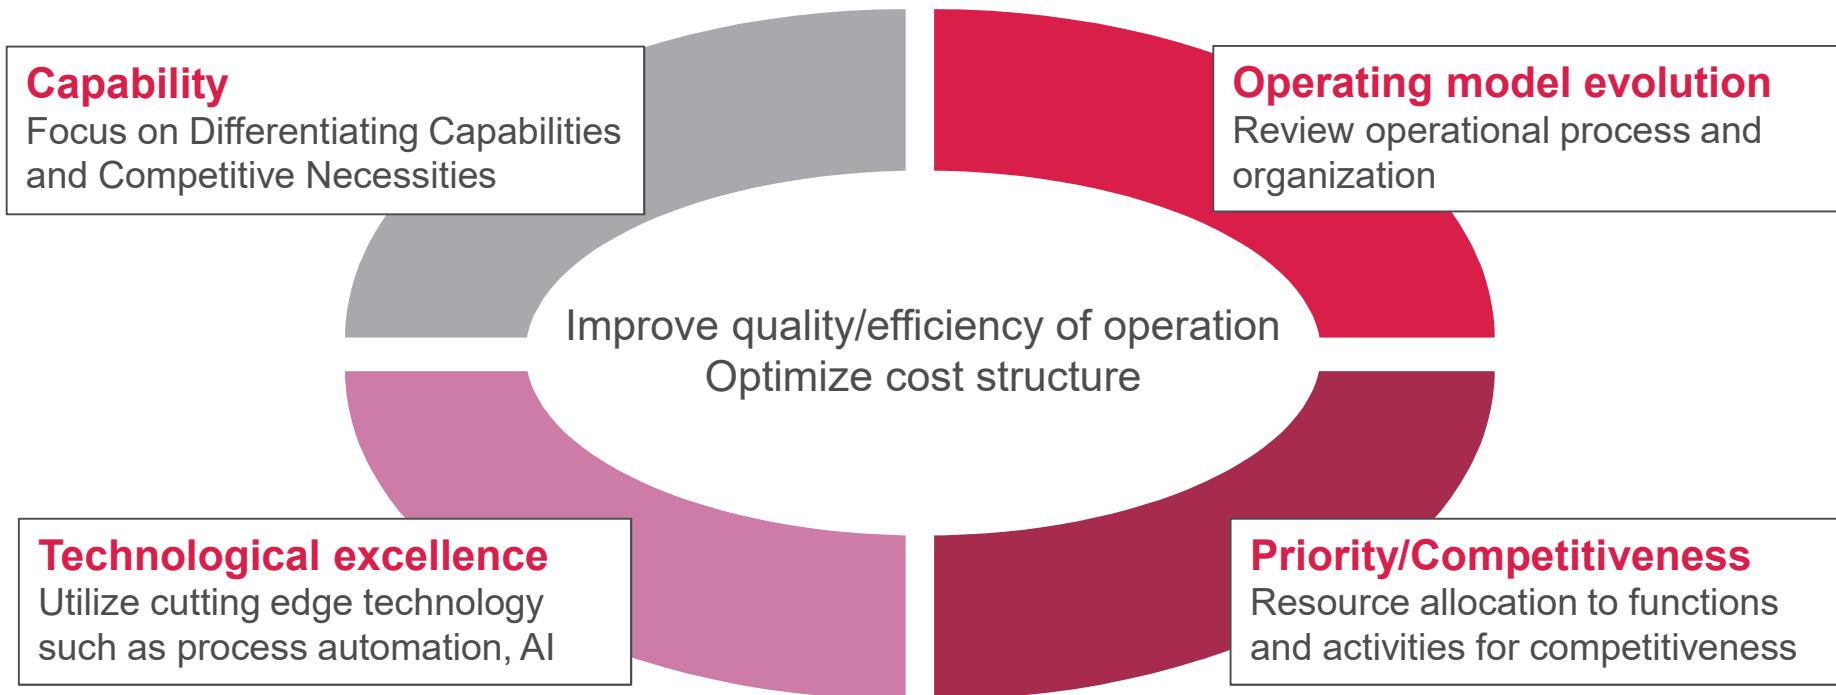 Capability
Focus on Differentiating Capabilities
and Competitive Necessities
Operating model evolution
Review operational process and
organization
Improve quality/efficiency of operation
Optimize cost structure
Technological excellence
Utilize cutting edge technology
such as process automation, AI
Priority/Competitiveness
Resource allocation to functions
and activities for competitiveness